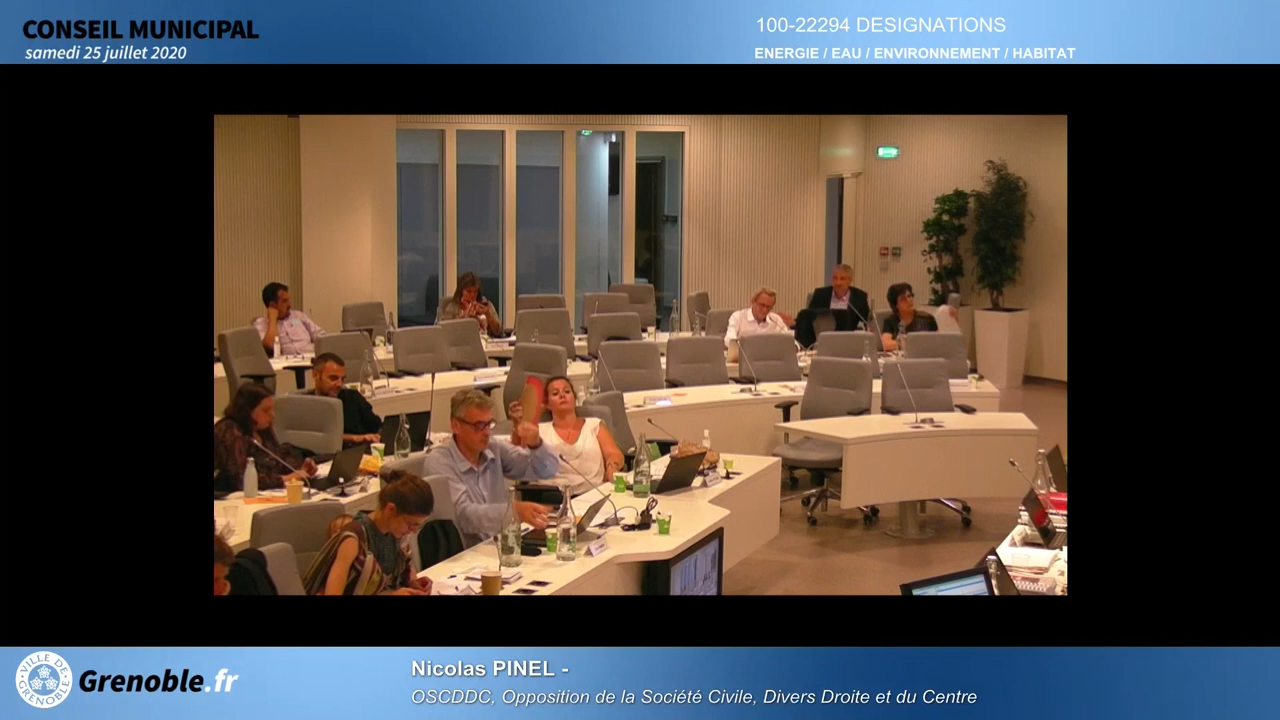 CONSEIL MUNICIPAL
samedi 25 juillet 2020
100-22294 DESIGNATIONS
ENERGIE / EAU / ENVIRONNEMENT / HABITAT
VILLE DE GRENOBLE
Grenoble.fr
Nicolas PINEL -
OSCDDC, Opposition de la Société Civile, Divers Droite et du Centre